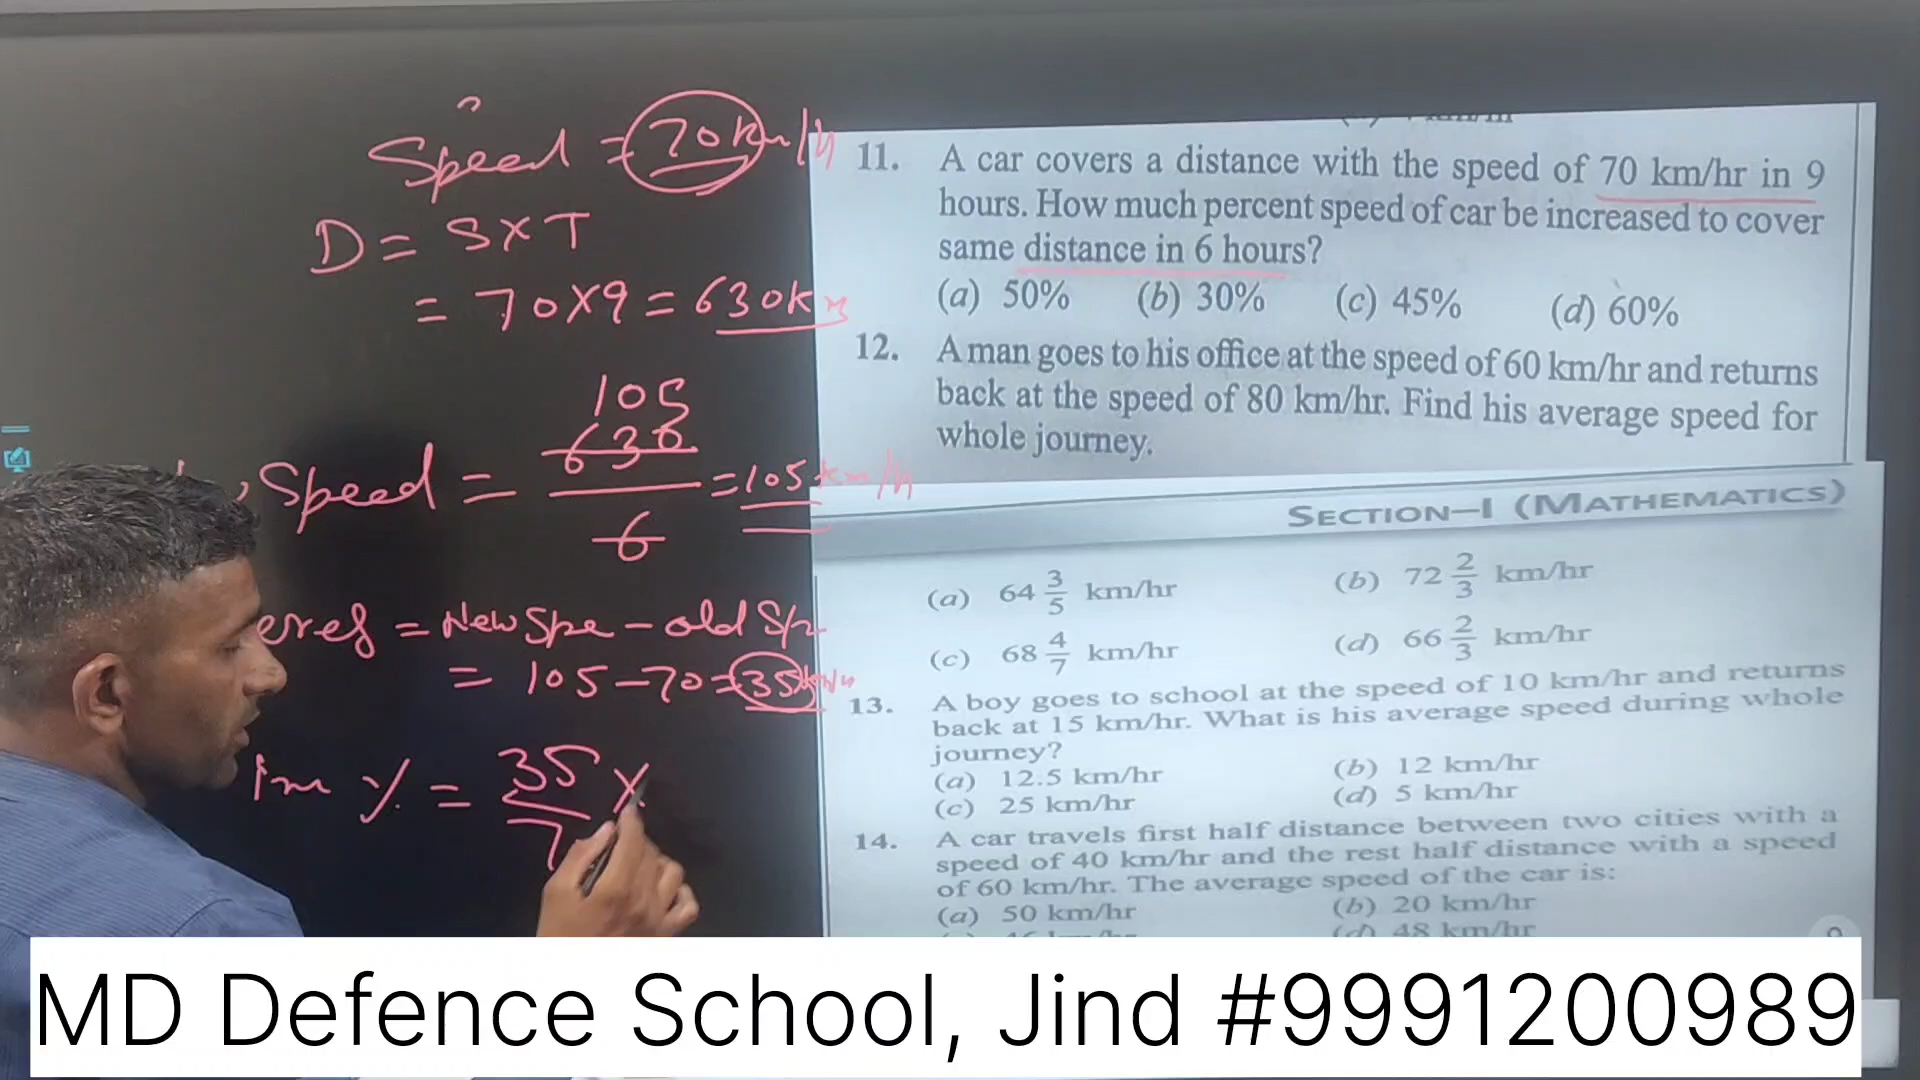 Speed = 70km/h
D = S×T
= 70×9 = 630km
105
Speed = 630/6 = 105km/h
= New Spe - old Sp
= 105-70=35km/h
In % = 35/7 ×
11. A car covers a distance with the speed of 70 km/hr in 9
hours. How much percent speed of car be increased to cover
same distance in 6 hours?
(a) 50% (b) 30% (c) 45% (d) 60%
12. A man goes to his office at the speed of 60 km/hr and returns
back at the speed of 80 km/hr. Find his average speed for
whole journey.
SECTION–I (MATHEMATICS)
(a) 64 3/5 km/hr (b) 72 2/3 km/hr
(c) 68 4/7 km/hr (d) 66 2/3 km/hr
13. A boy goes to school at the speed of 10 km/hr and returns
back at 15 km/hr. What is his average speed during whole
journey?
(a) 12.5 km/hr (b) 12 km/hr
(c) 25 km/hr (d) 5 km/hr
14. A car travels first half distance between two cities with a
speed of 40 km/hr and the rest half distance with a speed
of 60 km/hr. The average speed of the car is:
(a) 50 km/hr (b) 20 km/hr
(d) 48 km/hr
MD Defence School, Jind #9991200989